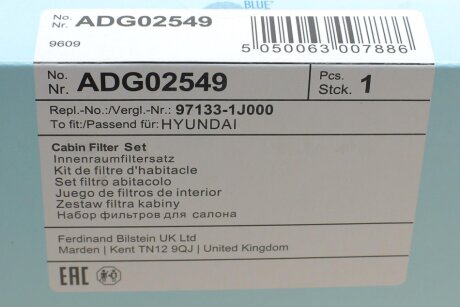 BLUE
No.
Nr. ADG02549
9609
5 050063 007886
No.
Nr. ADG02549
Pcs.
Stck. 1
Repl.-No.:/Vergl.-Nr.: 97133-1J000
To fit:/Passend für: HYUNDAI
Cabin Filter Set
Innenraumfiltersatz
Kit de filtre d'habitacle
Set filtro abitacolo
Juego de filtros de interior
Zestaw filtra kabiny
Набор фильтров для салона
Ferdinand Bilstein UK Ltd
Marden | Kent TN12 9QJ | United Kingdom
EAC